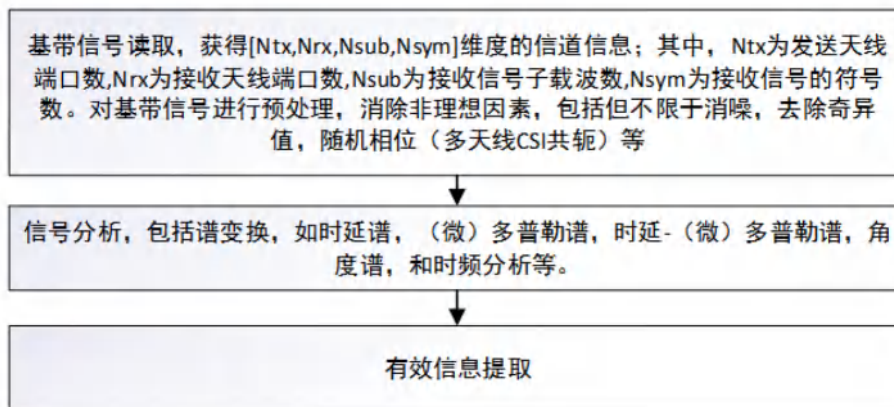 基带信号读取，获得[Ntx,Nrx,Nsub,Nsym]维度的信道信息；其中，Ntx为发送天线
端口数,Nrx为接收天线端口数,Nsub为接收信号子载波数,Nsym为接收信号的符号
数。对基带信号进行预处理，消除非理想因素，包括但不限于消噪，去除奇异
值，随机相位（多天线CSI共轭）等
信号分析，包括谱变换，如时延谱，（微）多普勒谱，时延-（微）多普勒谱，角
度谱，和时频分析等。
有效信息提取